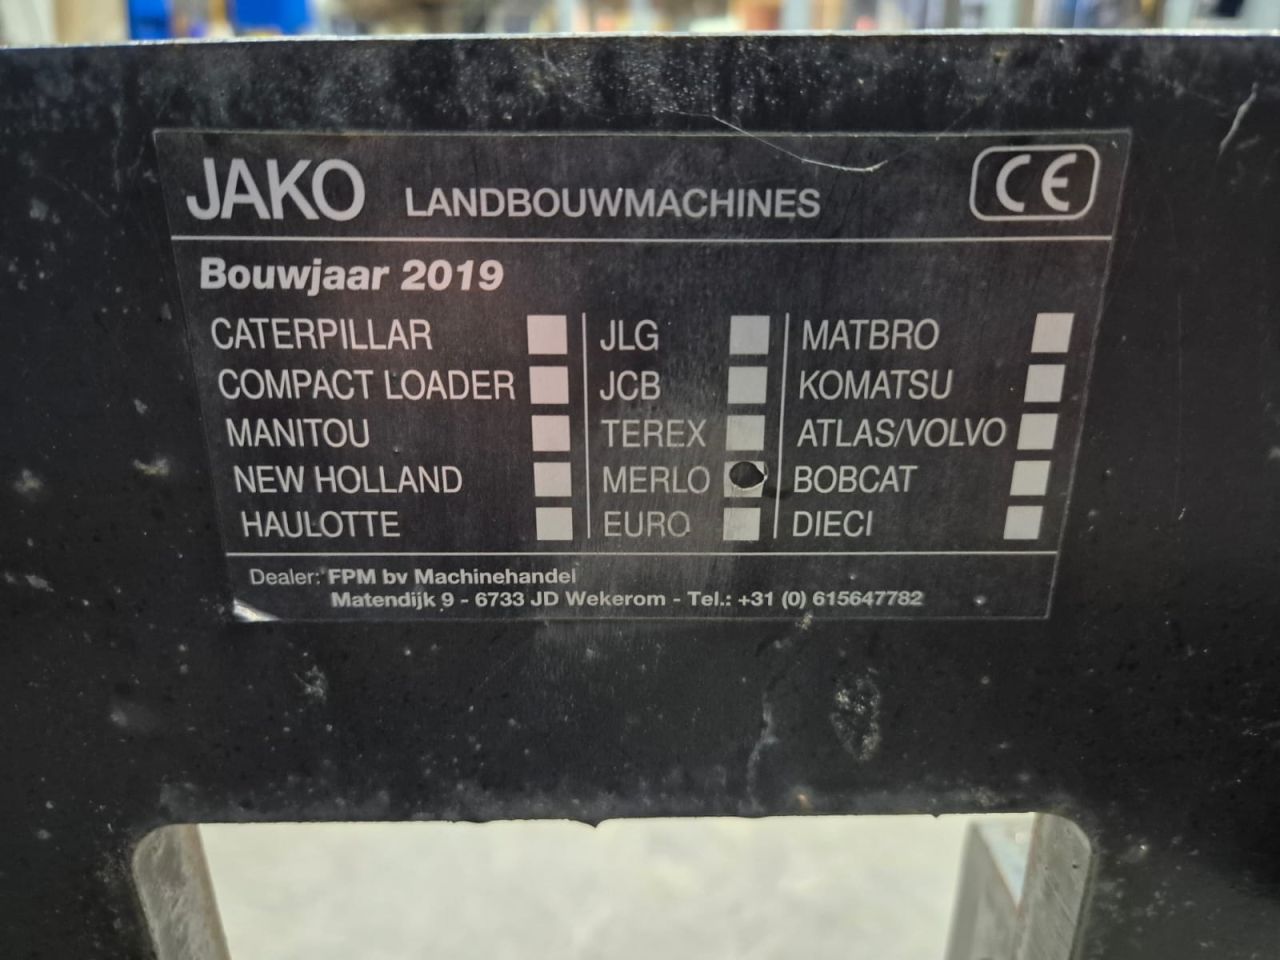 JAKO LANDBOUWMACHINES CE
Bouwjaar 2019
CATERPILLAR JLG MATBRO
COMPACT LOADER JCB KOMATSU
MANITOU TEREX ATLAS/VOLVO
NEW HOLLAND MERLO BOBCAT
HAULOTTE EURO DIECI
Dealer: FPM bv Machinehandel
Matendijk 9 - 6733 JD Wekerom - Tel.: +31 (0) 615647782